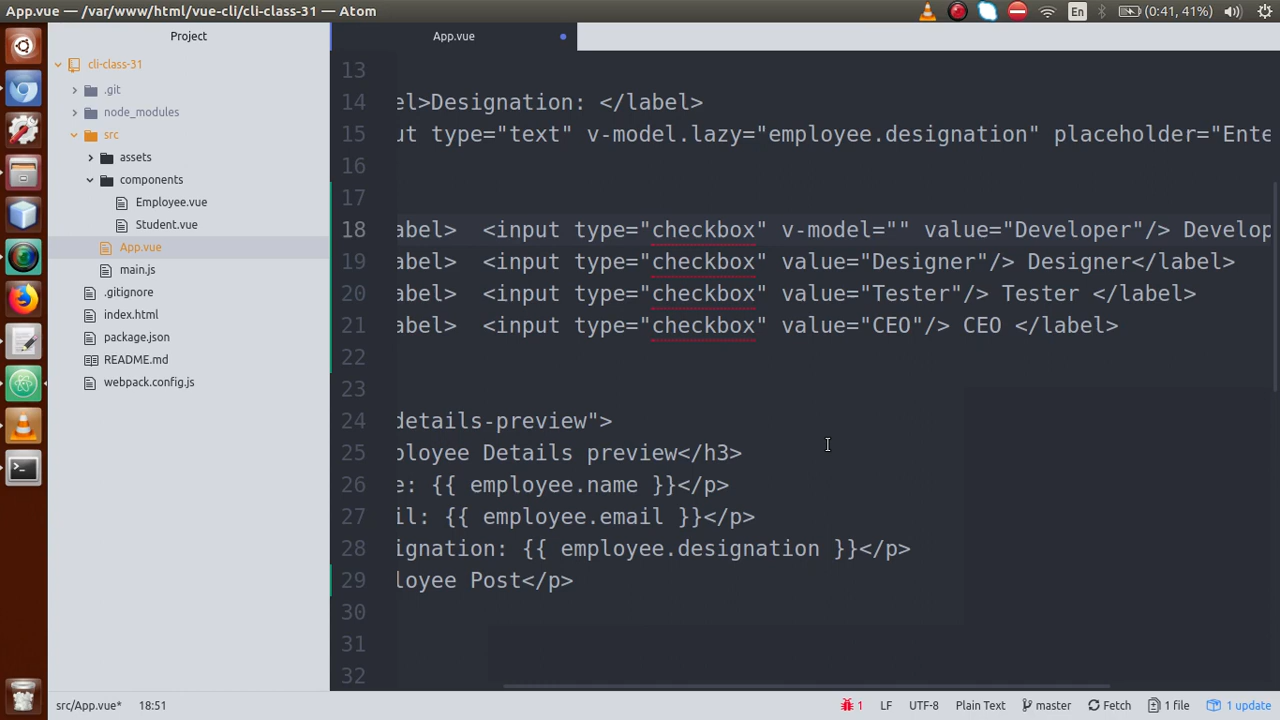 App.vue — /var/www/html/vue-cli/cli-class-31 — Atom
En
(0:41, 41%)
Project
App.vue
cli-class-31
.git
node_modules
src
assets
components
Employee.vue
Student.vue
App.vue
main.js
.gitignore
index.html
package.json
README.md
webpack.config.js
13
14 el>Designation: </label>
15 ut type="text" v-model.lazy="employee.designation" placeholder="Ente
16
17
18 abel>  <input type="checkbox" v-model="" value="Developer"/> Develop
19 abel>  <input type="checkbox" value="Designer"/> Designer</label>
20 abel>  <input type="checkbox" value="Tester"/> Tester </label>
21 abel>  <input type="checkbox" value="CEO"/> CEO </label>
22
23
24 details-preview">
25 ployee Details preview</h3>
26 e: {{ employee.name }}</p>
27 il: {{ employee.email }}</p>
28 ignation: {{ employee.designation }}</p>
29 loyee Post</p>
30
31
32
src/App.vue* 18:51
1 LF UTF-8 Plain Text master Fetch 1 file 1 update